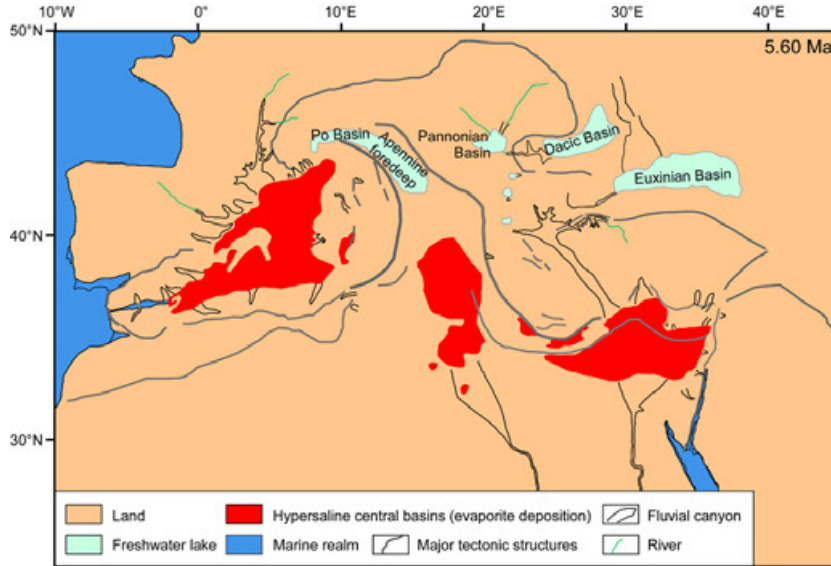 10°W 0° 10°E 20°E 30°E 40°E
50°N
5.60 Ma
Po Basin
Apennine
foredeep
Pannonian
Basin
Dacic Basin
Euxinian Basin
40°N
30°N
Land
Hypersaline central basins (evaporite deposition)
Fluvial canyon
Freshwater lake
Marine realm
Major tectonic structures
River